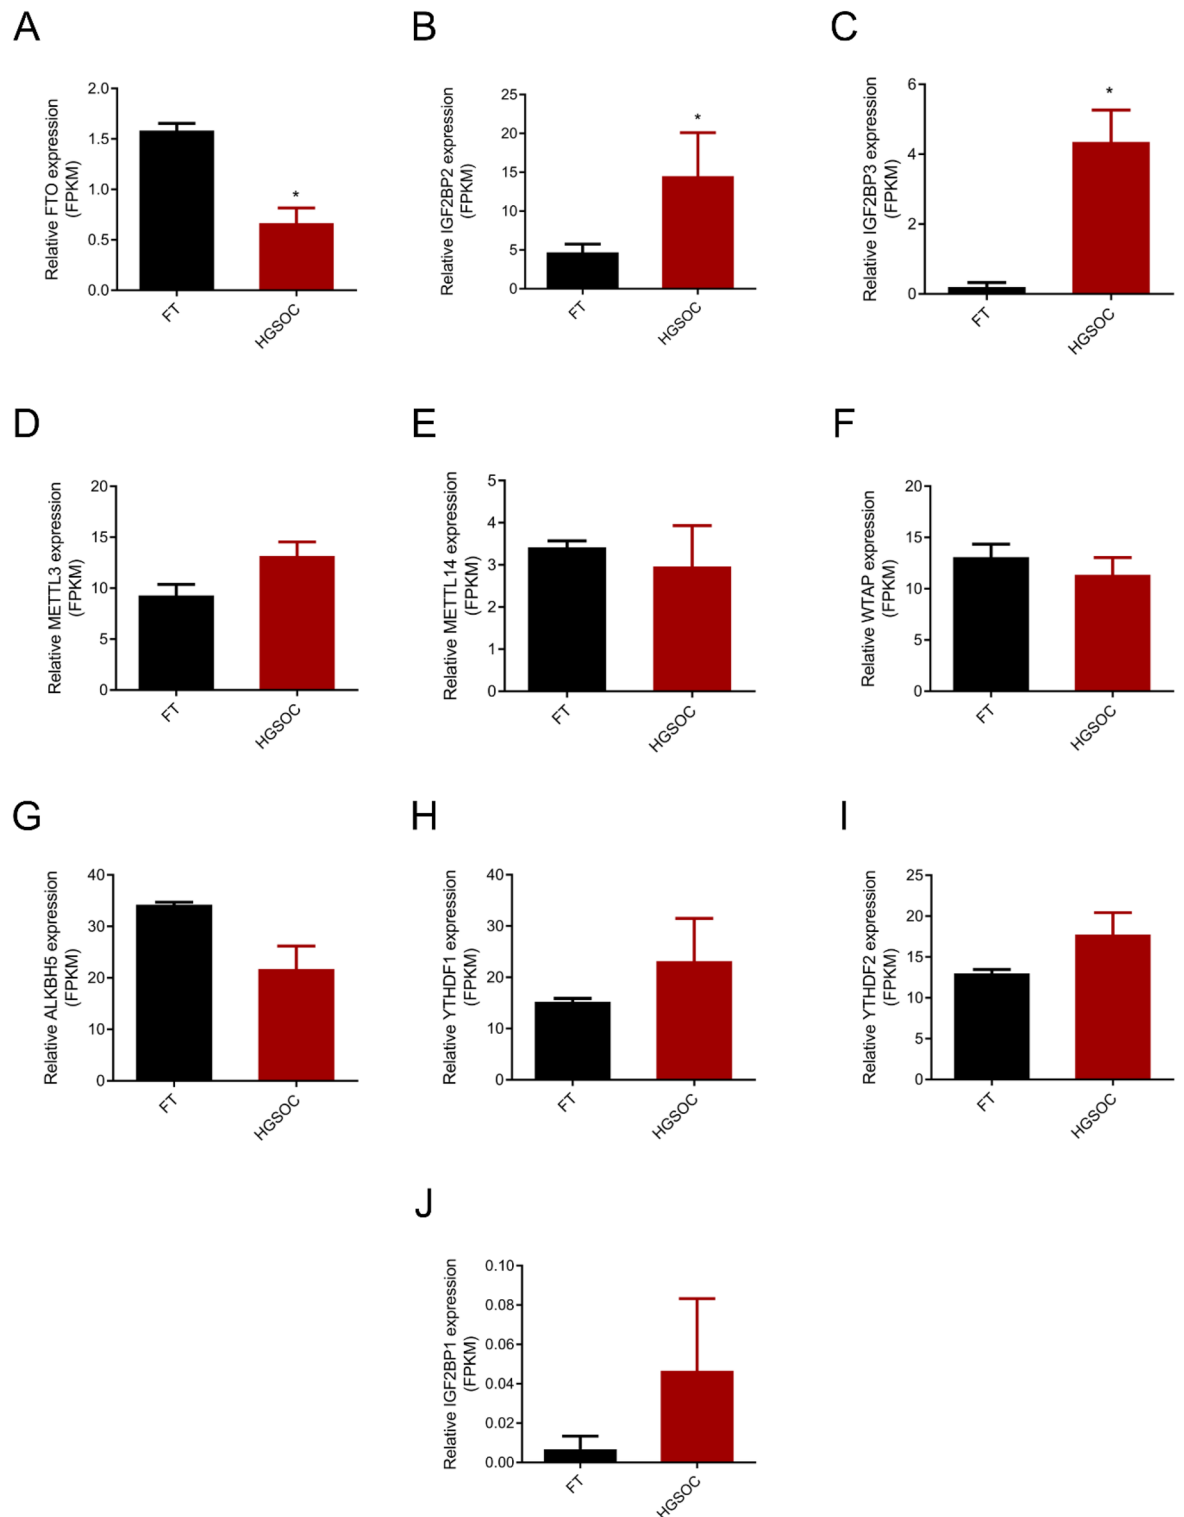 A
B
C
Relative FTO expression
(FPKM)
2.0
1.5
1.0
0.5
0.0
*
FT
HGSOC
Relative IGF2BP2 expression
(FPKM)
25
20
15
10
5
0
*
FT
HGSOC
Relative IGF2BP3 expression
(FPKM)
6
4
2
0
*
FT
HGSOC
D
E
F
Relative METTL3 expression
(FPKM)
20
15
10
5
0
FT
HGSOC
Relative METTL14 expression
(FPKM)
5
4
3
2
1
0
FT
HGSOC
Relative WTAP expression
(FPKM)
20
15
10
5
0
FT
HGSOC
G
H
I
Relative ALKBH5 expression
(FPKM)
40
30
20
10
0
FT
HGSOC
Relative YTHDF1 expression
(FPKM)
40
30
20
10
0
FT
HGSOC
Relative YTHDF2 expression
(FPKM)
25
20
15
10
5
0
FT
HGSOC
J
Relative IGF2BP1 expression
(FPKM)
0.10
0.08
0.06
0.04
0.02
0.00
FT
HGSOC